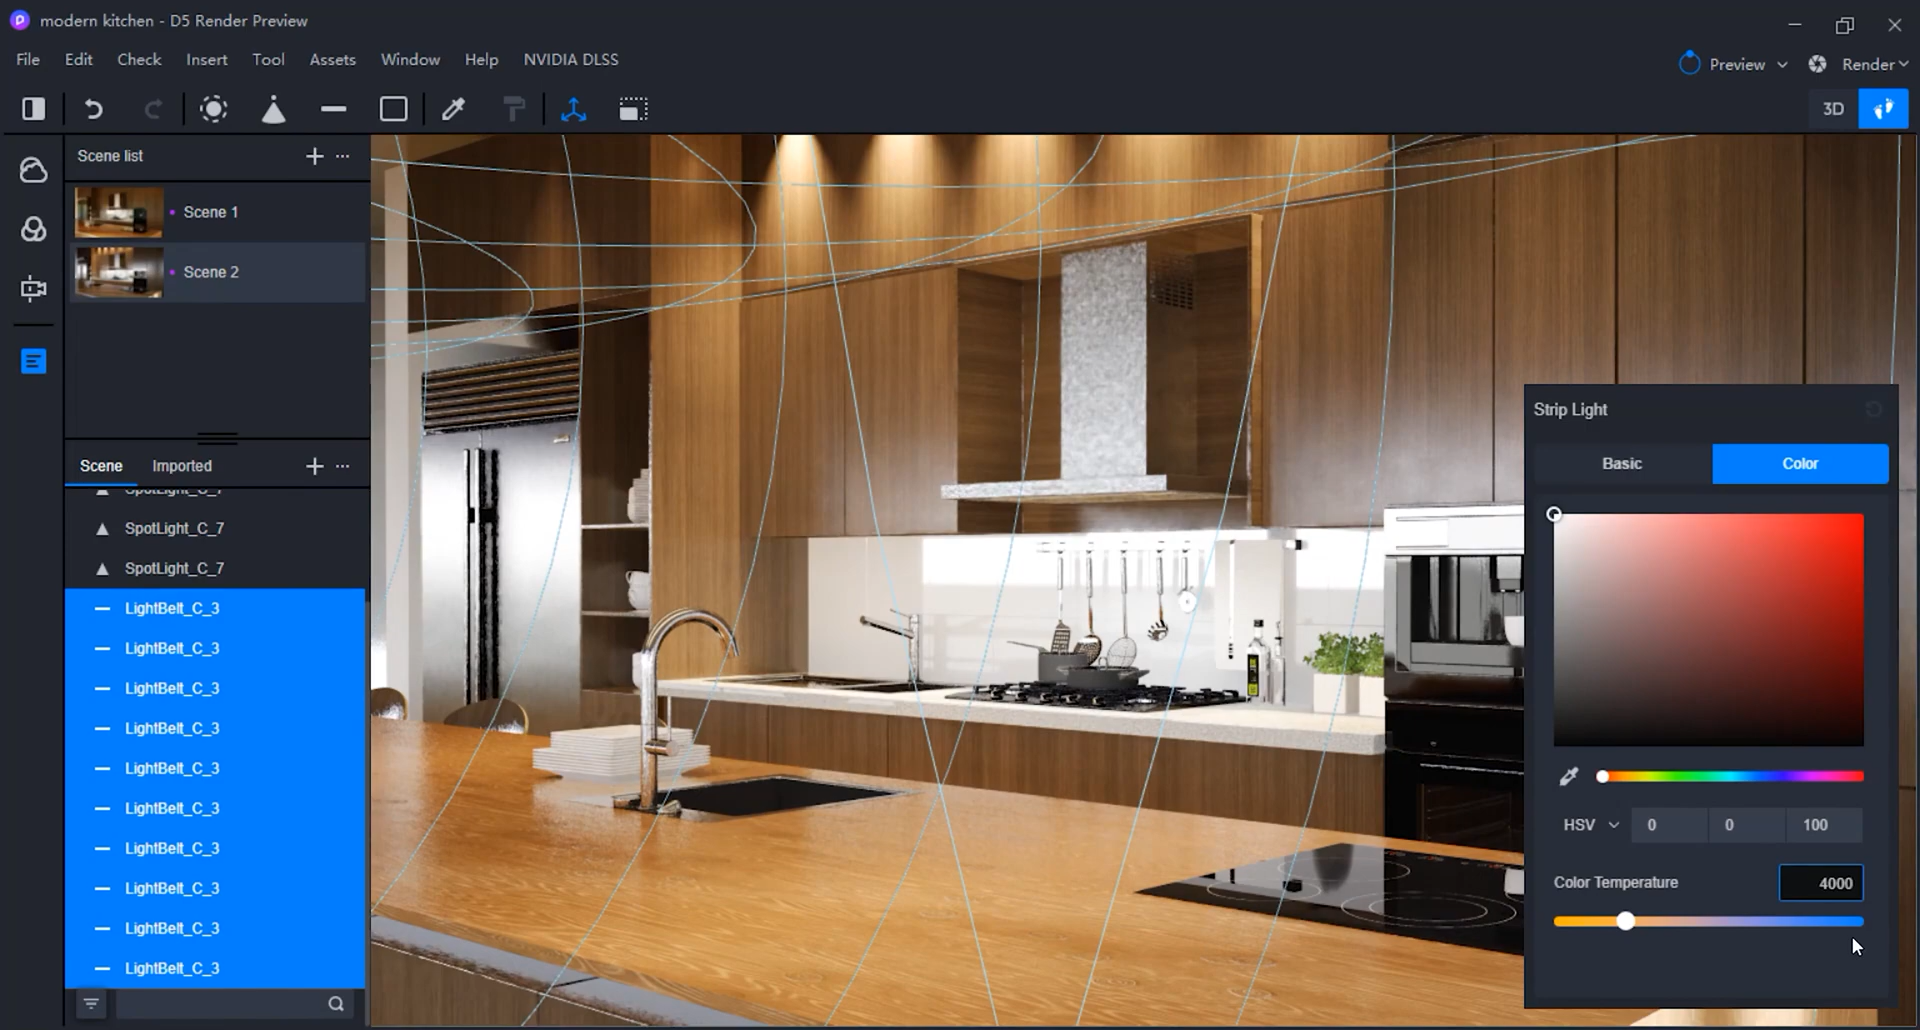 modern kitchen - D5 Render Preview
File Edit Check Insert Tool Assets Window Help NVIDIA DLSS
Preview Render
3D
Scene list
Scene 1
Scene 2
Scene Imported
SpotLight_C_7
SpotLight_C_7
SpotLight_C_7
LightBelt_C_3
LightBelt_C_3
LightBelt_C_3
LightBelt_C_3
LightBelt_C_3
LightBelt_C_3
LightBelt_C_3
LightBelt_C_3
LightBelt_C_3
LightBelt_C_3
Strip Light
Basic Color
HSV 0 0 100
Color Temperature 4000